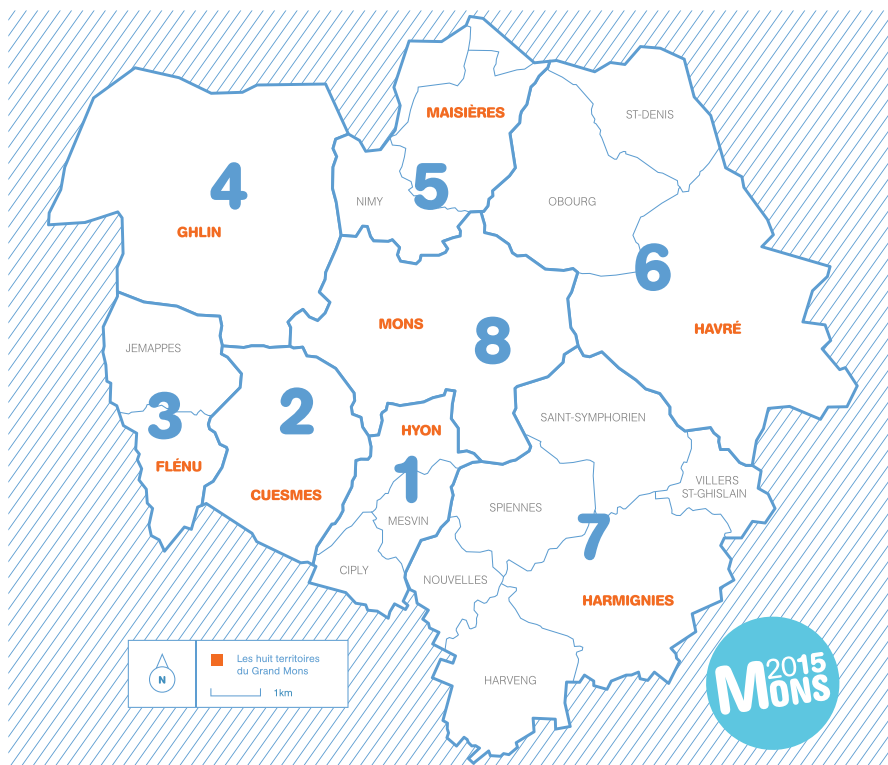 MAISIÈRES
ST-DENIS
4
5
NIMY
OBOURG
GHLIN
6
MONS
8
HAVRÉ
JEMAPPES
3
2
SAINT-SYMPHORIEN
HYON
FLÉNU
1
CUESMES
VILLERS
ST-GHISLAIN
SPIENNES
MESVIN
7
CIPLY
NOUVELLES
HARMIGNIES
HARVENG
Les huit territoires
du Grand Mons
N
1km
2015
MONS